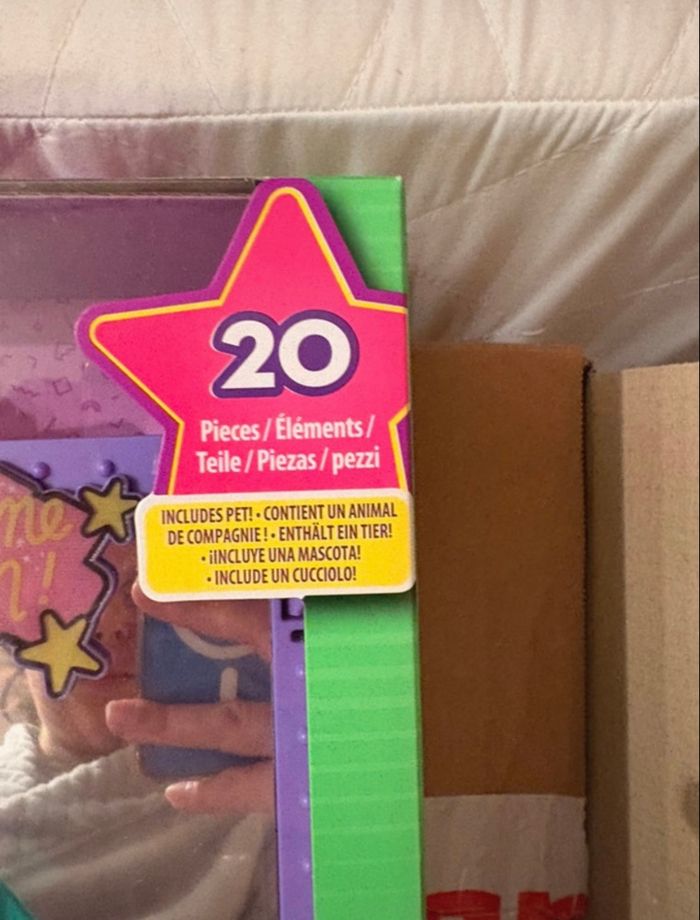 20
Pieces / Éléments /
Teile / Piezas / pezzi
INCLUDES PET! • CONTIENT UN ANIMAL
DE COMPAGNIE ! • ENTHÄLT EIN TIER!
• ¡INCLUYE UNA MASCOTA!
• INCLUDE UN CUCCIOLO!